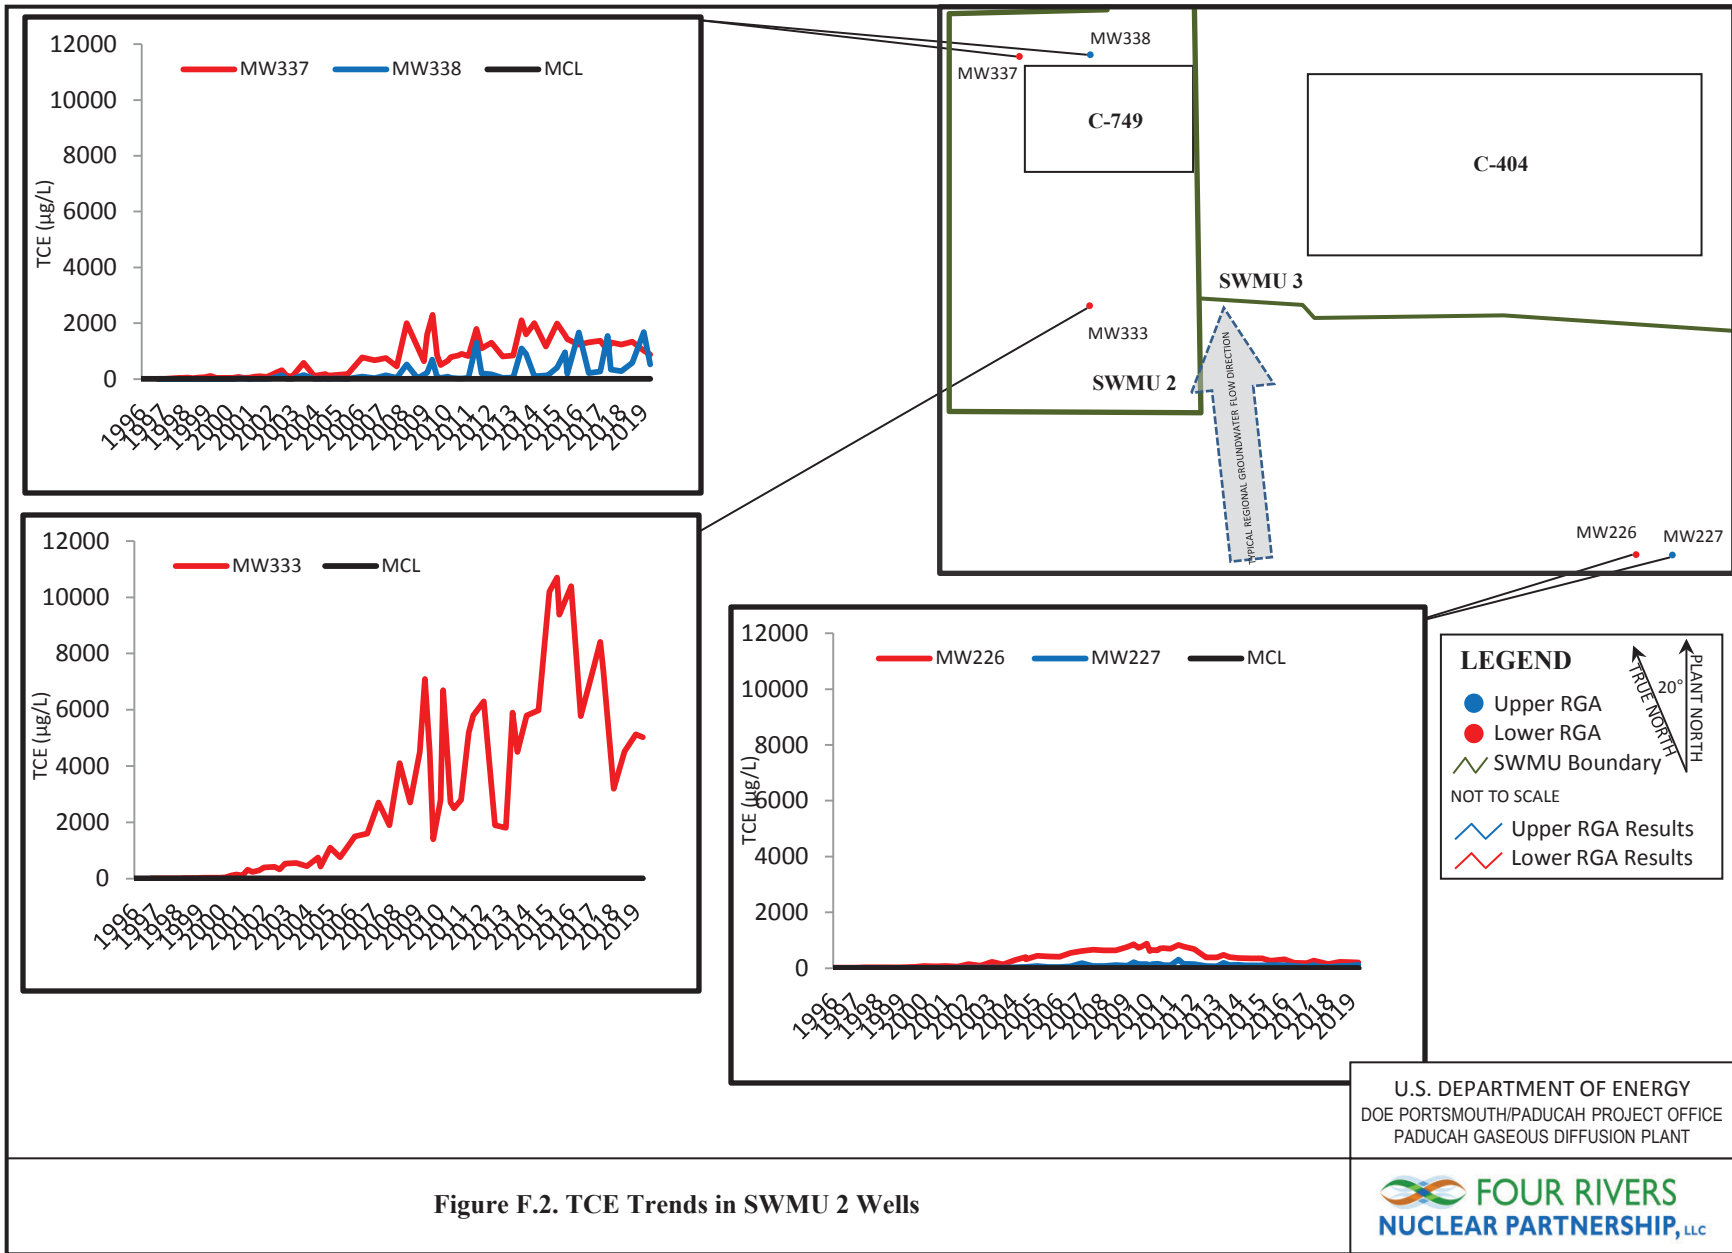 12000
10000
8000
6000
4000
2000
0
TCE (µg/L)
MW337
MW338
MCL
1996
1997
1998
1999
2000
2001
2002
2003
2004
2005
2006
2007
2008
2009
2010
2011
2012
2013
2014
2015
2016
2017
2018
2019
MW338
MW337
C-749
C-404
SWMU 3
MW333
SWMU 2
TYPICAL REGIONAL GROUNDWATER FLOW DIRECTION
MW226
MW227
12000
10000
8000
6000
4000
2000
0
TCE (µg/L)
MW333
MCL
1996
1997
1998
1999
2000
2001
2002
2003
2004
2005
2006
2007
2008
2009
2010
2011
2012
2013
2014
2015
2016
2017
2018
2019
12000
10000
8000
6000
4000
2000
0
TCE (µg/L)
MW226
MW227
MCL
1996
1997
1998
1999
2000
2001
2002
2003
2004
2005
2006
2007
2008
2009
2010
2011
2012
2013
2014
2015
2016
2017
2018
2019
LEGEND
Upper RGA
Lower RGA
SWMU Boundary
NOT TO SCALE
Upper RGA Results
Lower RGA Results
TRUE NORTH
20°
PLANT NORTH
U.S. DEPARTMENT OF ENERGY
DOE PORTSMOUTH/PADUCAH PROJECT OFFICE
PADUCAH GASEOUS DIFFUSION PLANT
Figure F.2. TCE Trends in SWMU 2 Wells
FOUR RIVERS
NUCLEAR PARTNERSHIP, LLC